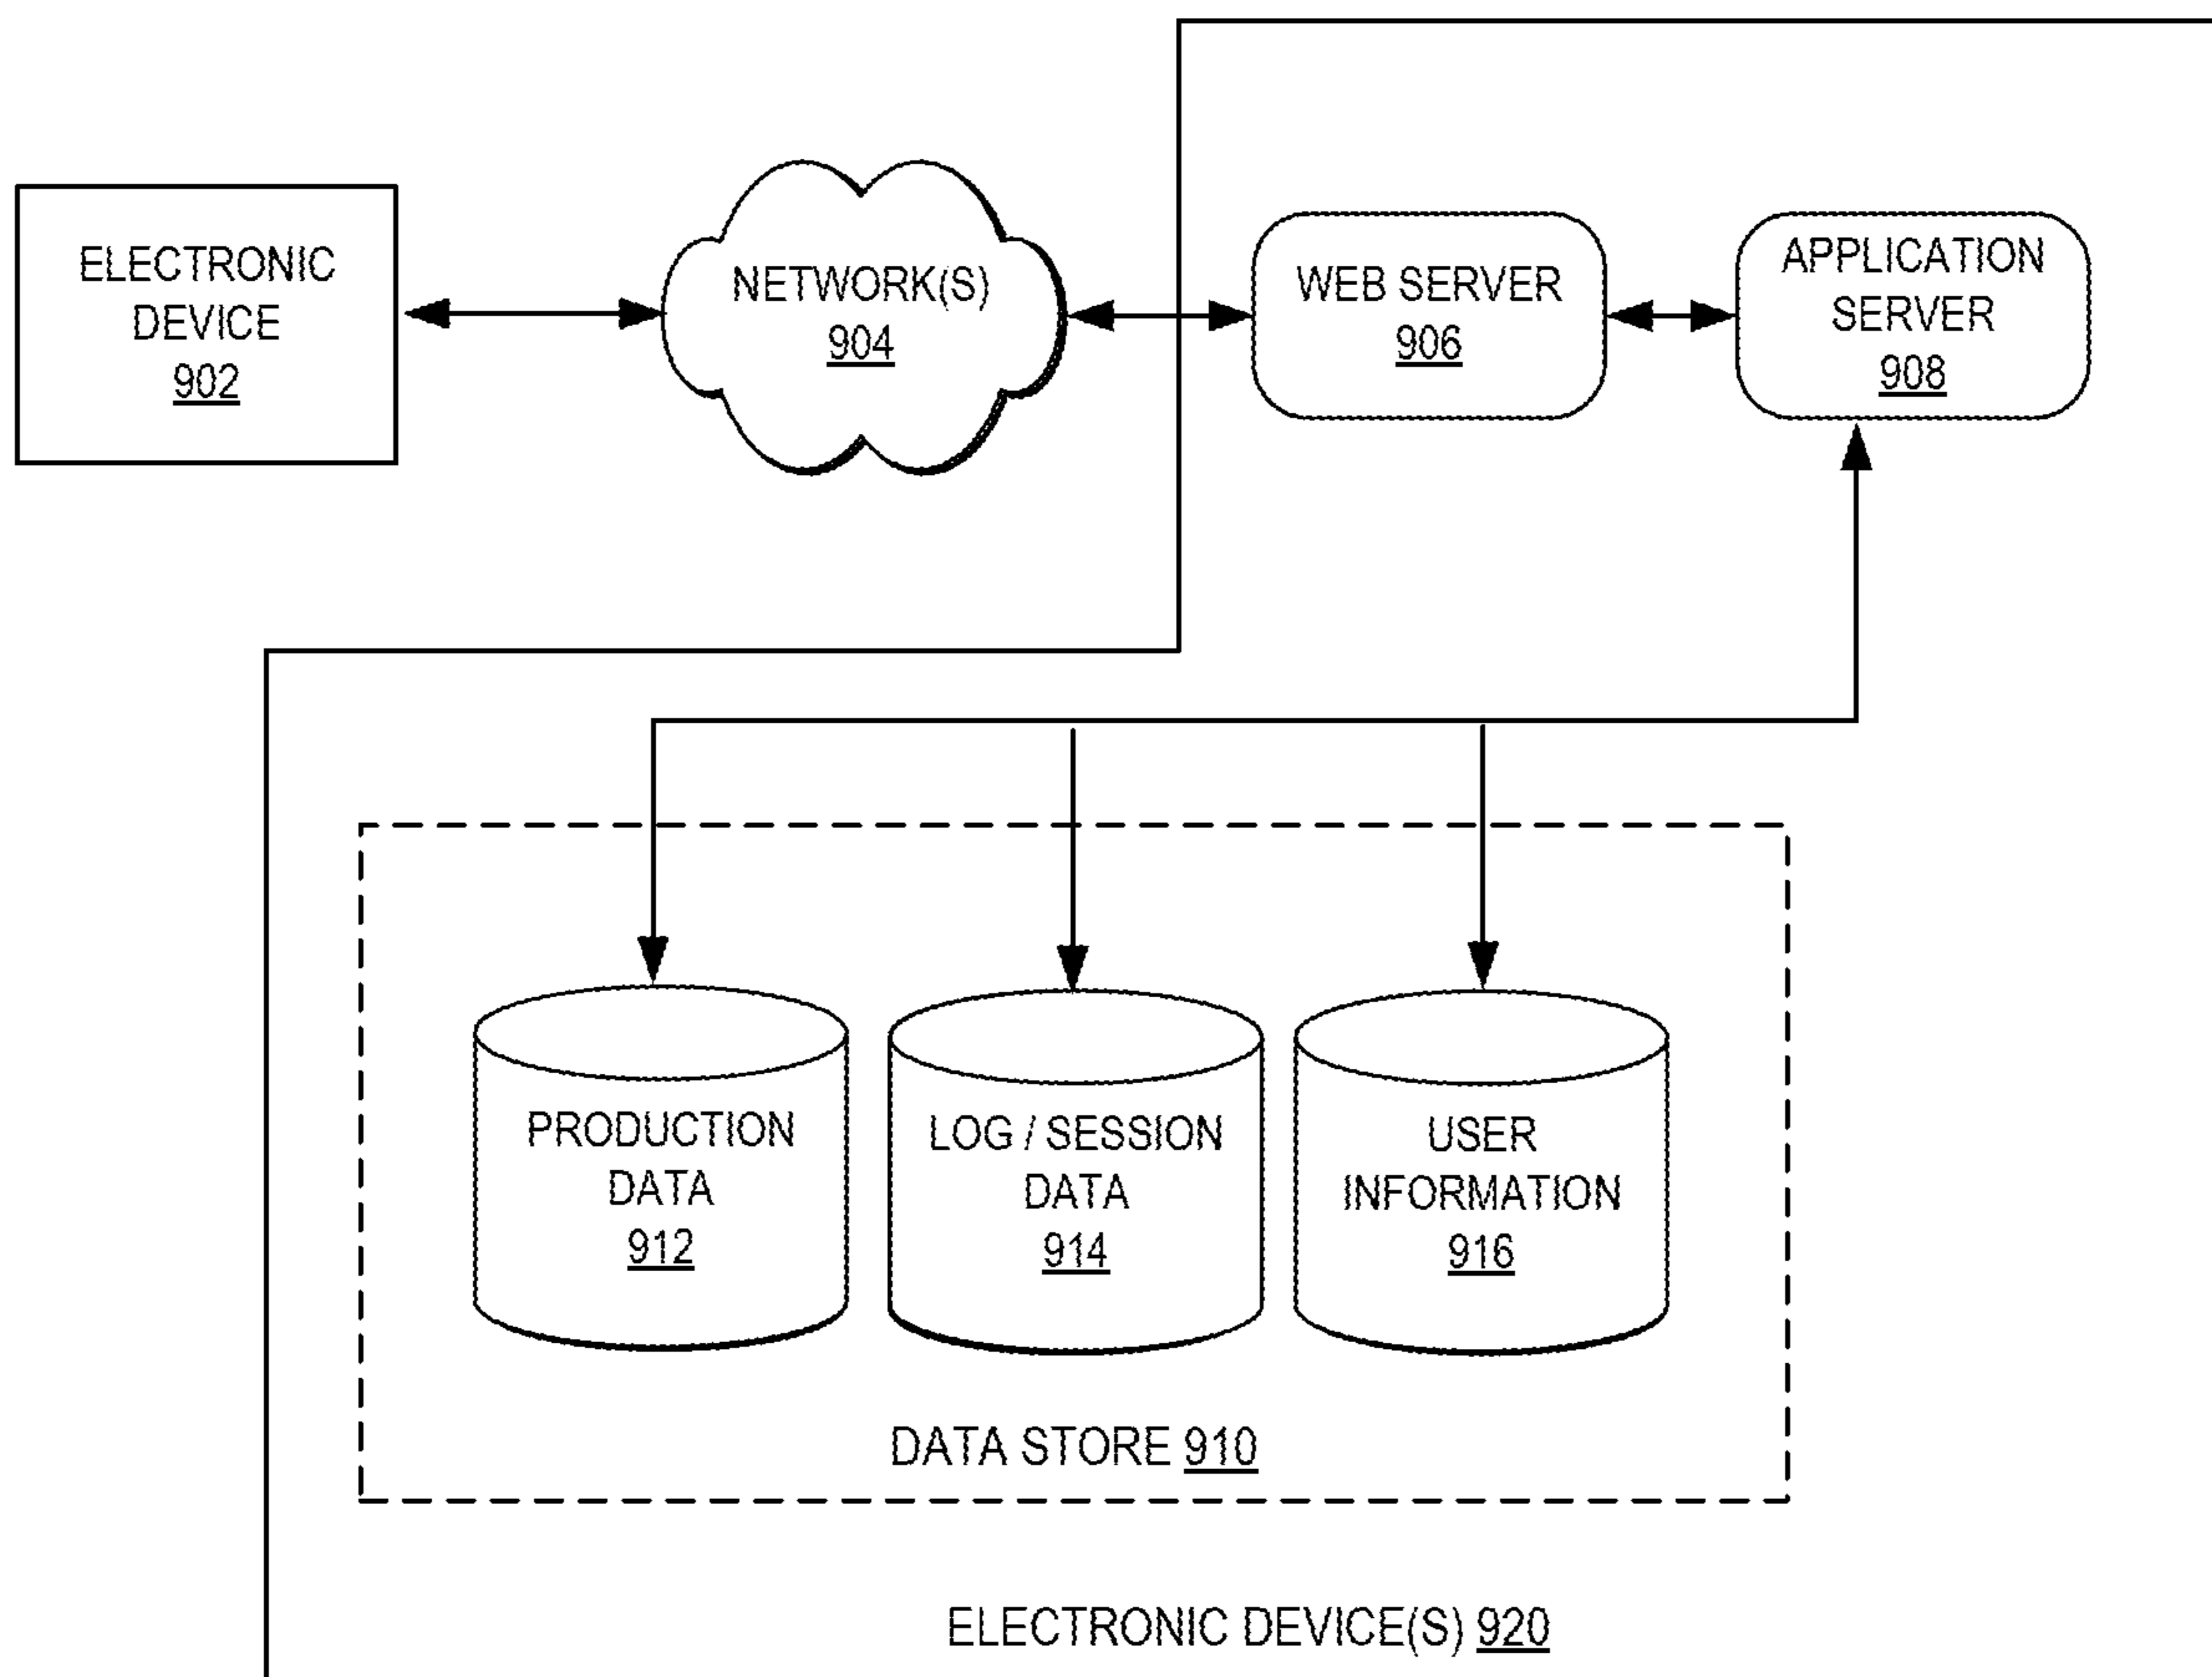 ELECTRONIC
DEVICE
902
NETWORK(S)
904
WEB SERVER
906
APPLICATION
SERVER
908
PRODUCTION
DATA
912
LOG / SESSION
DATA
914
USER
INFORMATION
916
DATA STORE 910
ELECTRONIC DEVICE(S) 920